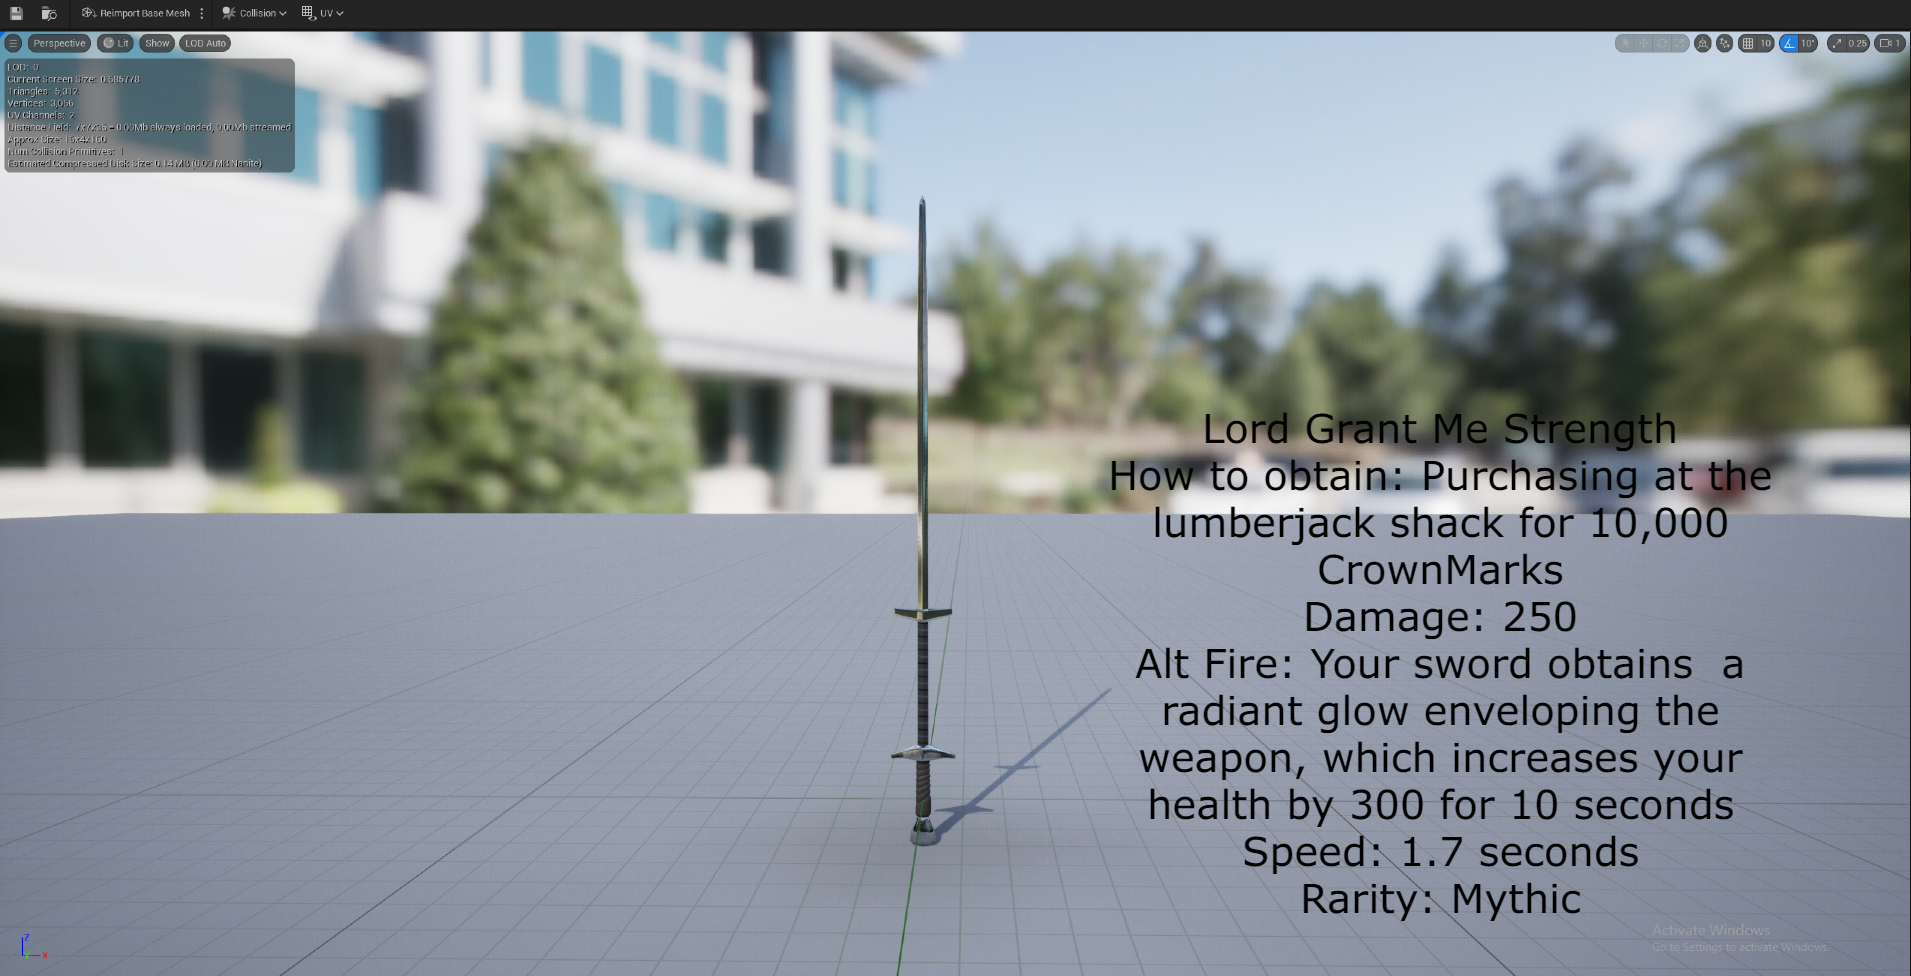 Reimport Base Mesh
Collision
UV
Perspective
Lit
Show
LOD Auto
10
10°
0.25
1
LOD: 0
Current Screen Size: 0.585778
Triangles: 5,312
Vertices: 3,066
UV Channels: 2
Distance Field: 7x7x35 = 0.00Mb always loaded, 0.00Mb streamed
Approx Size:
Num Collision Primitives: 1
Estimated Compressed Disk Size: 0.14 MB (0.00 MB Nanite)
Lord Grant Me Strength
How to obtain: Purchasing at the
lumberjack shack for 10,000
CrownMarks
Damage: 250
Alt Fire: Your sword obtains  a
radiant glow enveloping the
weapon, which increases your
health by 300 for 10 seconds
Speed: 1.7 seconds
Rarity: Mythic
Activate Windows
Go to Settings to activate Windows.
Z
X